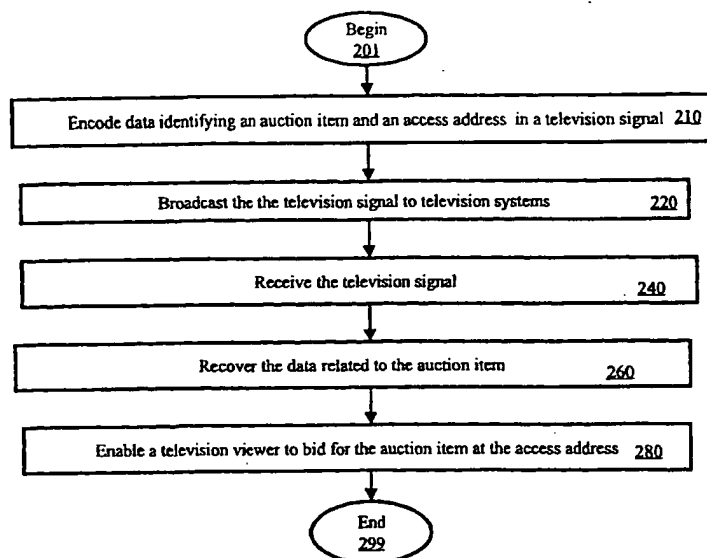 Begin
201
Encode data identifying an auction item and an access address in a television signal 210
Broadcast the the television signal to television systems 220
Receive the television signal 240
Recover the data related to the auction item 260
Enable a television viewer to bid for the auction item at the access address 280
End
299